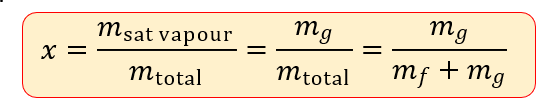 x = m_sat vapour / m_total = m_g / m_total = m_g / (m_f + m_g)